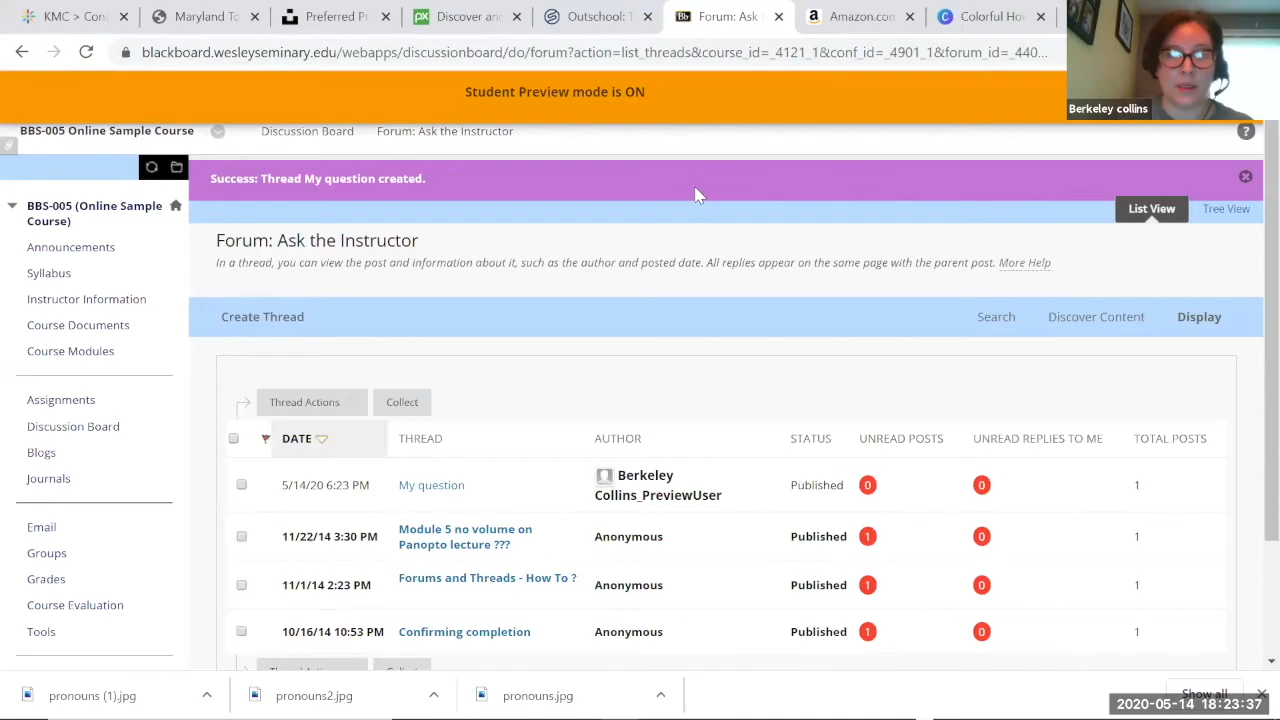 KMC > Cont
Maryland To
Preferred P
Discover and
Outschool: T
Bb
Forum: Ask
Amazon.com
Colorful Ho
blackboard.wesleyseminary.edu/webapps/discussionboard/do/forum?action=list_threads&course_id=_4121_1&conf_id=_4901_1&forum_id=_440...
Student Preview mode is ON
Berkeley collins
BBS-005 Online Sample Course
Discussion Board
Forum: Ask the Instructor
?
Success: Thread My question created.
List View
Tree View
BBS-005 (Online Sample
Course)
Announcements
Syllabus
Instructor Information
Course Documents
Course Modules
Assignments
Discussion Board
Blogs
Journals
Email
Groups
Grades
Course Evaluation
Tools
Forum: Ask the Instructor
In a thread, you can view the post and information about it, such as the author and posted date. All replies appear on the same page with the parent post. More Help
Create Thread
Search
Discover Content
Display
Thread Actions
Collect
DATE THREAD AUTHOR STATUS UNREAD POSTS UNREAD REPLIES TO ME TOTAL POSTS
5/14/20 6:23 PM My question Berkeley Collins_PreviewUser Published 0 0 1
11/22/14 3:30 PM Module 5 no volume on Panopto lecture ??? Anonymous Published 1 0 1
11/1/14 2:23 PM Forums and Threads - How To ? Anonymous Published 1 0 1
10/16/14 10:53 PM Confirming completion Anonymous Published 1 0 1
pronouns (1).jpg
pronouns2.jpg
pronouns.jpg
Show all
2020-05-14 18:23:37